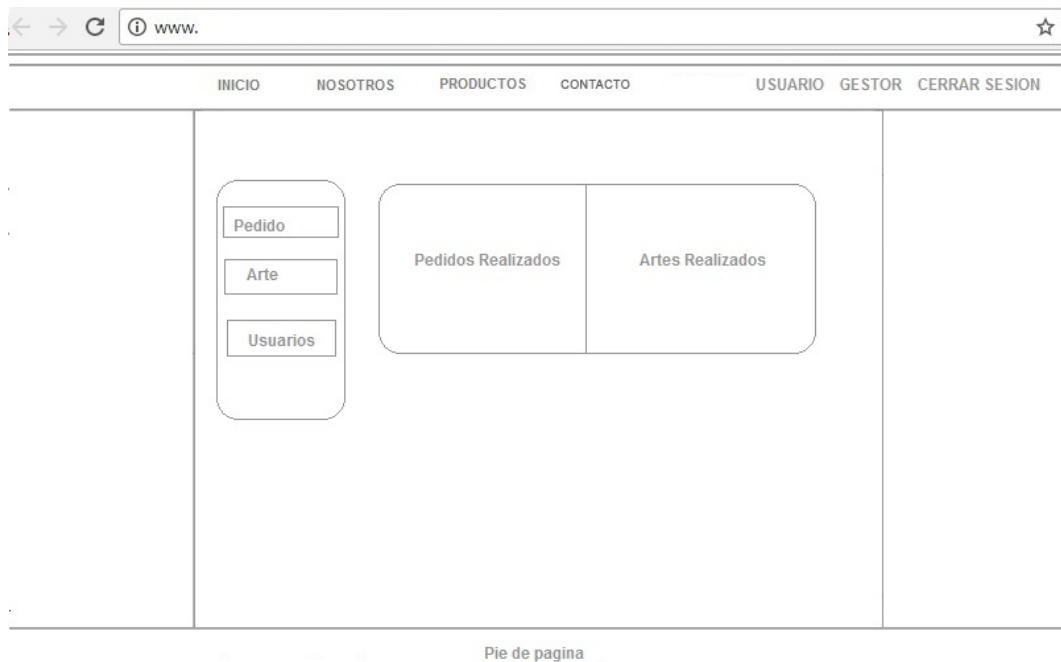 www.
INICIO NOSOTROS PRODUCTOS CONTACTO USUARIO GESTOR CERRAR SESION
Pedido
Arte
Usuarios
Pedidos Realizados
Artes Realizados
Pie de pagina